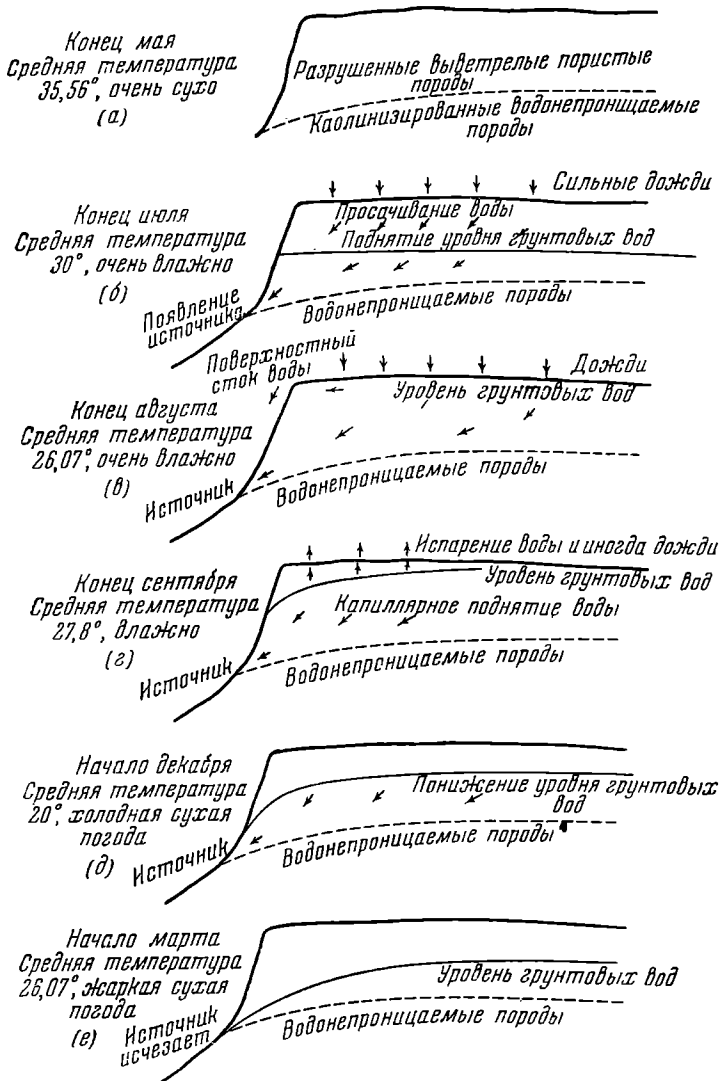 Конец мая
Средняя температура
35,56°, очень сухо
(а)
Разрушенные выветрелые пористые
породы
Каолинизированные водонепроницаемые
породы
Конец июля
Средняя температура
30°, очень влажно
(б)
Сильные дожди
Просачивание воды
Поднятие уровня грунтовых вод
Появление
источника
Водонепроницаемые породы
Конец августа
Средняя температура
26,07°, очень влажно
(в)
Поверхностный
сток воды
Дожди
Уровень грунтовых вод
Источник
Водонепроницаемые породы
Конец сентября
Средняя температура
27,8°, влажно
(г)
Испарение воды и иногда дожди
Уровень грунтовых вод
Капиллярное поднятие воды
Источник
Водонепроницаемые породы
Начало декабря
Средняя температура
20°, холодная сухая
погода
(д)
Понижение уровня грунтовых
вод
Источник
Водонепроницаемые породы
Начало марта
Средняя температура
26,07°, жаркая сухая
погода
(е)
Уровень грунтовых вод
Источник
исчезает
Водонепроницаемые породы